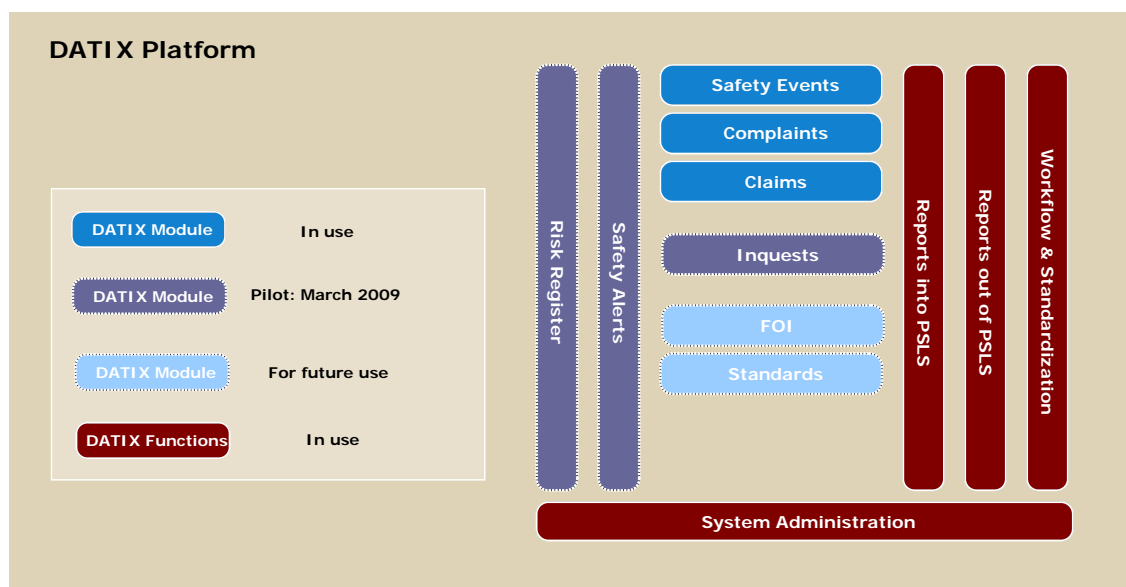 DATIX Platform
DATIX Module
In use
DATIX Module
Pilot: March 2009
DATIX Module
For future use
DATIX Functions
In use
Risk Register
Safety Alerts
Safety Events
Complaints
Claims
Inquests
FOI
Standards
Reports into PSLS
Reports out of PSLS
Workflow & Standardization
System Administration